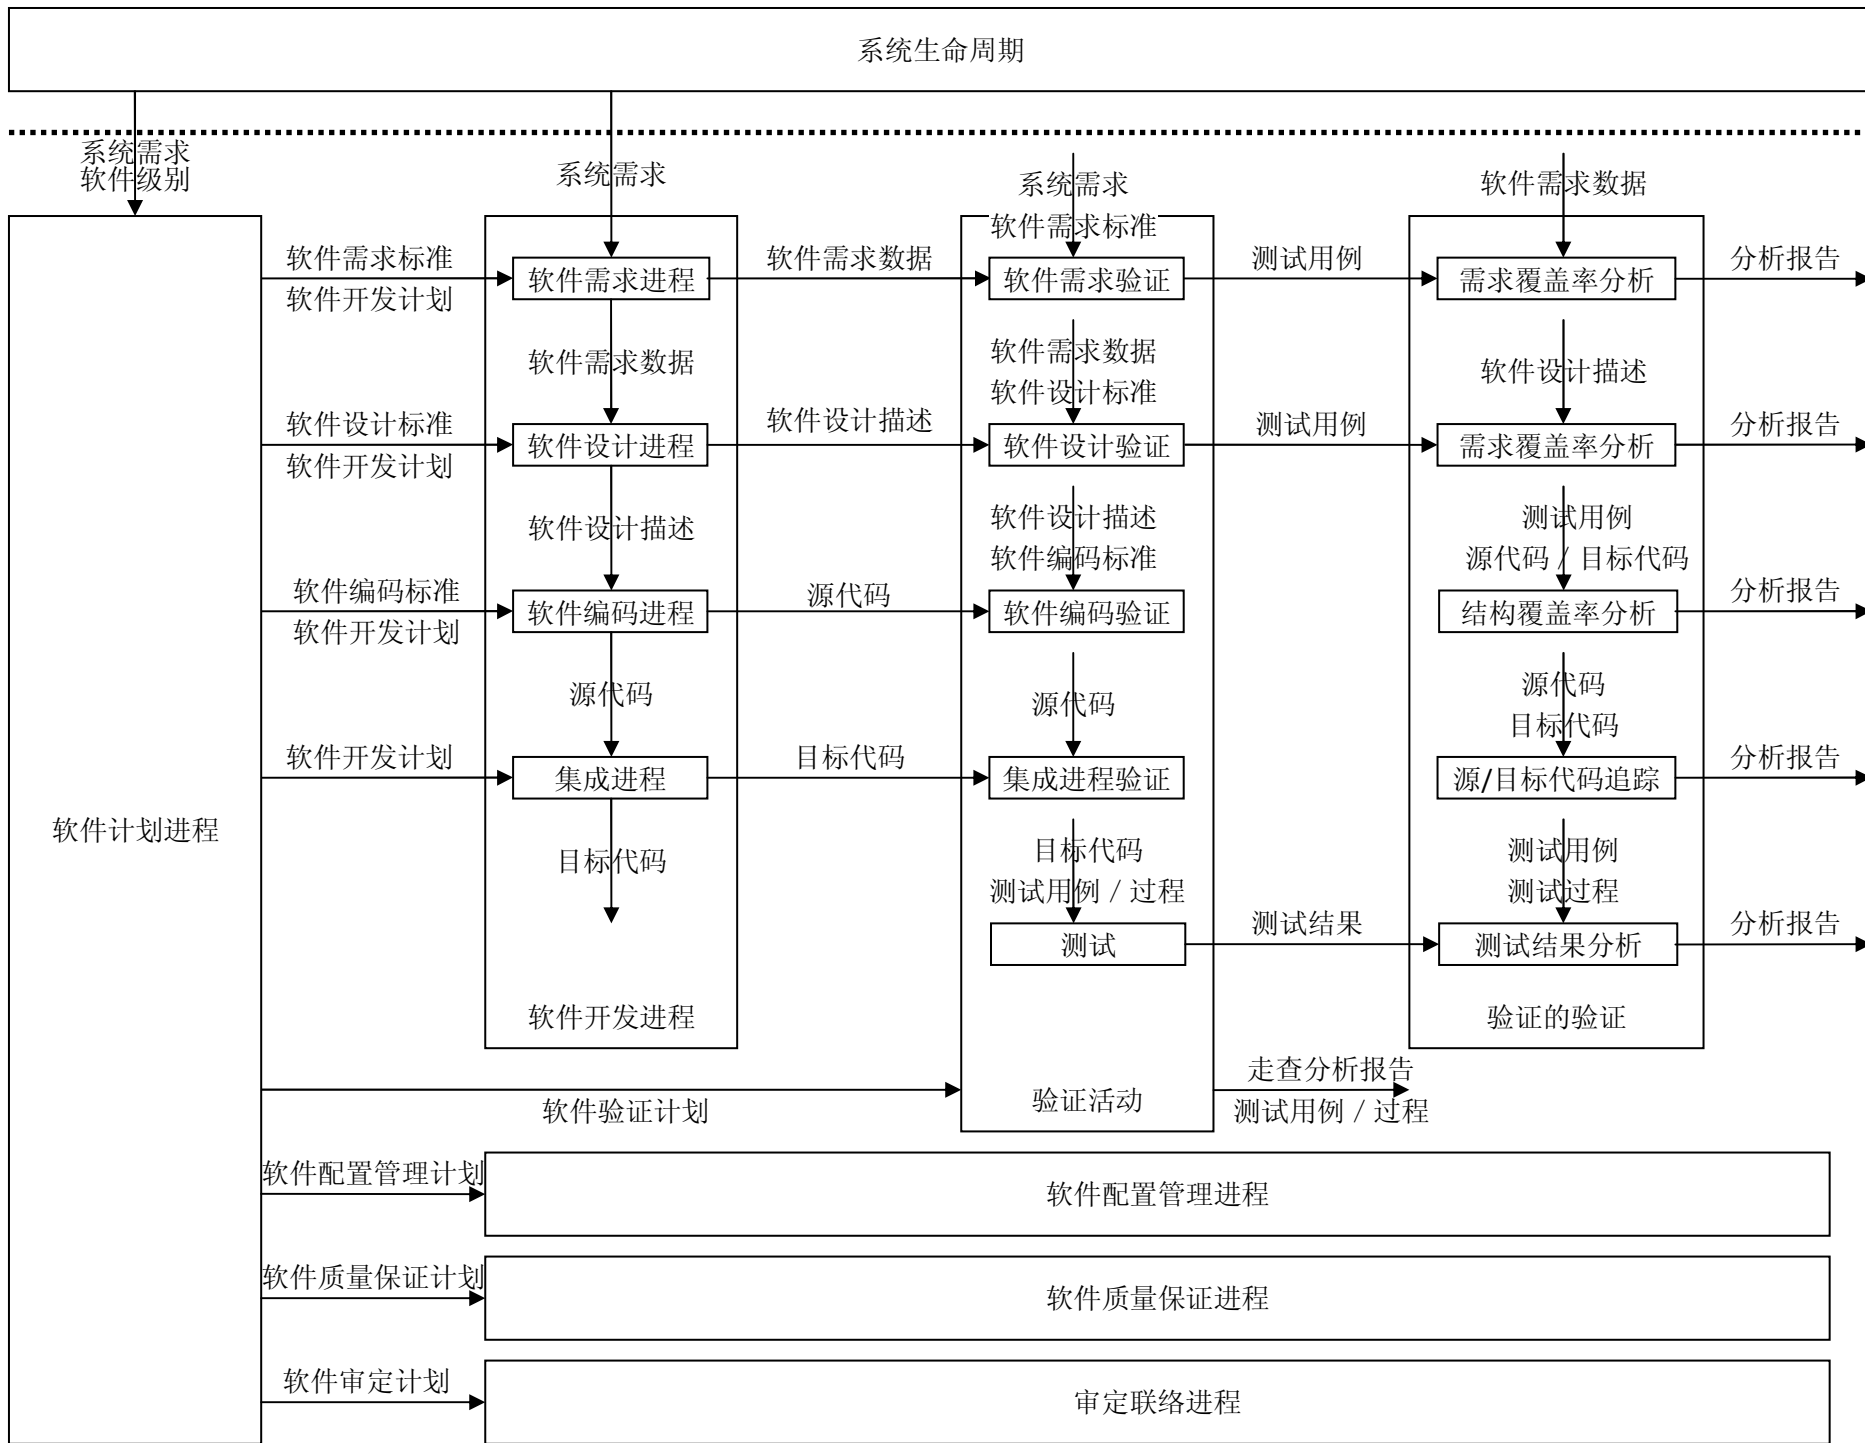 系统生命周期
系统需求
软件级别
系统需求
系统需求
软件需求标准
软件需求数据
软件需求标准
软件开发计划
软件需求进程
软件需求数据
软件需求验证
测试用例
需求覆盖率分析
分析报告
软件需求数据
软件需求数据
软件设计标准
软件设计描述
软件设计标准
软件开发计划
软件设计进程
软件设计描述
软件设计验证
测试用例
需求覆盖率分析
分析报告
软件设计描述
软件设计描述
软件编码标准
测试用例
源代码 / 目标代码
软件编码标准
软件开发计划
软件编码进程
源代码
软件编码验证
结构覆盖率分析
分析报告
源代码
源代码
源代码
目标代码
软件开发计划
集成进程
目标代码
集成进程验证
源/目标代码追踪
分析报告
软件计划进程
目标代码
目标代码
测试用例 / 过程
测试用例
测试过程
测试
测试结果
测试结果分析
分析报告
软件开发进程
验证的验证
软件验证计划
验证活动
走查分析报告
测试用例 / 过程
软件配置管理计划
软件配置管理进程
软件质量保证计划
软件质量保证进程
软件审定计划
审定联络进程